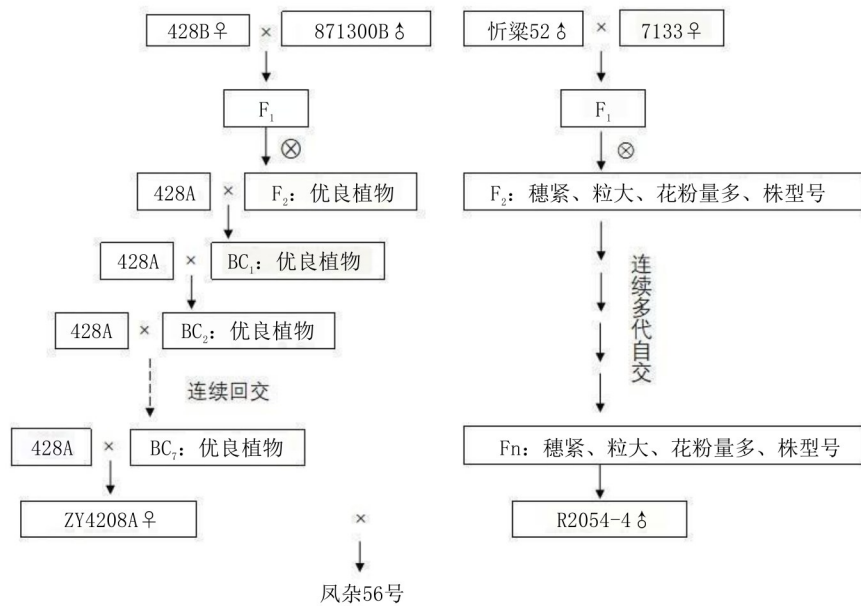 428B♀ × 871300B♂ 忻粱52♂ × 7133♀
F₁ F₁
⊗ ⊗
428A × F₂：优良植物 F₂：穗紧、粒大、花粉量多、株型号
428A × BC₁：优良植物
连续多代自交
428A × BC₂：优良植物
连续回交
428A × BC₇：优良植物 Fn：穗紧、粒大、花粉量多、株型号
ZY4208A♀ × R2054-4♂
凤杂56号